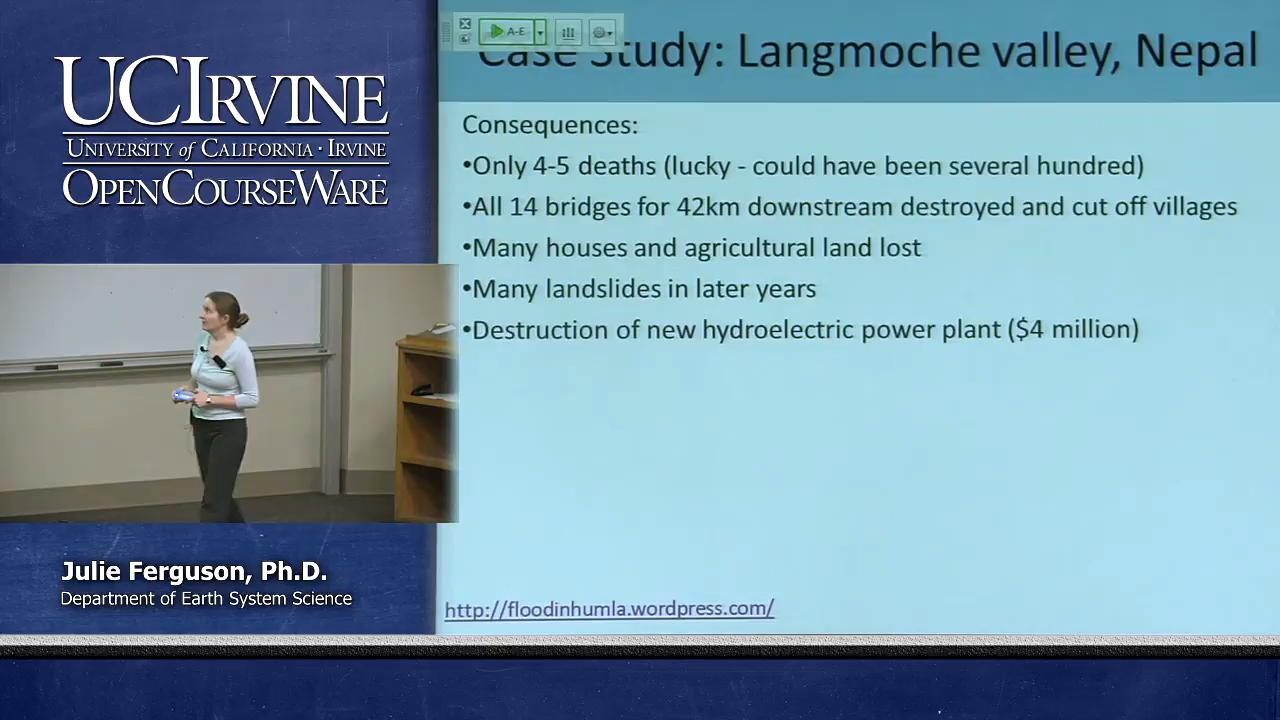 UCIRVINE
UNIVERSITY of CALIFORNIA · IRVINE
OPENCOURSEWARE
A-E
Case Study: Langmoche valley, Nepal
Consequences:
•Only 4-5 deaths (lucky - could have been several hundred)
•All 14 bridges for 42km downstream destroyed and cut off villages
•Many houses and agricultural land lost
•Many landslides in later years
•Destruction of new hydroelectric power plant ($4 million)
http://floodinhumla.wordpress.com/
Julie Ferguson, Ph.D.
Department of Earth System Science